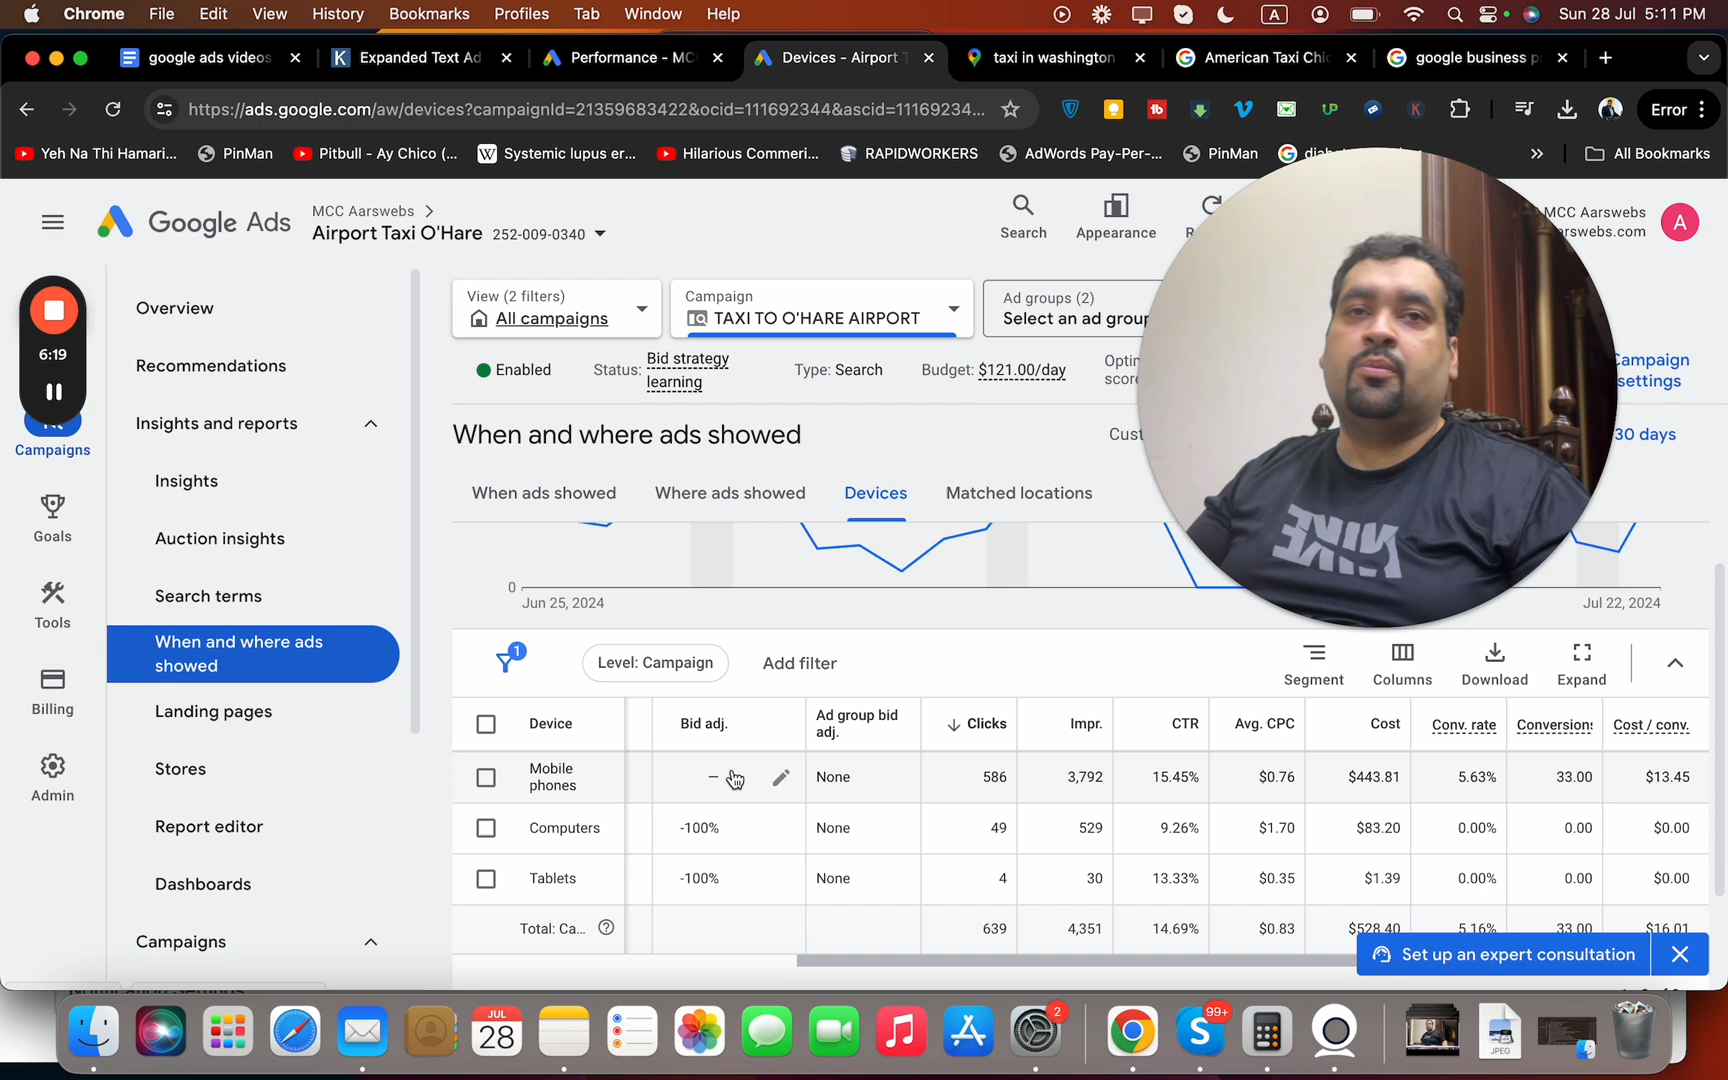 Chrome File Edit View History Bookmarks Profiles Tab Window Help A Sun 28 Jul 5:11 PM
google ads videos Expanded Text Ad Performance - MC Devices - Airport T taxi in washington American Taxi Chic google business p
https://ads.google.com/aw/devices?campaignId=21359683422&ocid=111692344&ascid=11169234... Error
Yeh Na Thi Hamari... PinMan Pitbull - Ay Chico (... Systemic lupus er... Hilarious Commeri... RAPIDWORKERS AdWords Pay-Per-... PinMan All Bookmarks
Google Ads
MCC Aarswebs
Airport Taxi O'Hare 252-009-0340
Search
Appearance
MCC Aarswebs
arswebs.com
A
6:19
Campaigns
Goals
Tools
Billing
Admin
Overview
Recommendations
Insights and reports
Insights
Auction insights
Search terms
When and where ads
showed
Landing pages
Stores
Report editor
Dashboards
Campaigns
View (2 filters)
All campaigns
Campaign
TAXI TO O'HARE AIRPORT
Ad groups (2)
Select an ad group
Enabled
Status: Bid strategy
learning
Type: Search
Budget: $121.00/day
Campaign
settings
When and where ads showed
30 days
When ads showed Where ads showed Devices Matched locations
0
Jun 25, 2024 Jul 22, 2024
1
Level: Campaign Add filter
Segment Columns Download Expand
Device Bid adj. Ad group bid
adj. Clicks Impr. CTR Avg. CPC Cost Conv. rate Conversions Cost / conv.
Mobile
phones – None 586 3,792 15.45% $0.76 $443.81 5.63% 33.00 $13.45
Computers -100% None 49 529 9.26% $1.70 $83.20 0.00% 0.00 $0.00
Tablets -100% None 4 30 13.33% $0.35 $1.39 0.00% 0.00 $0.00
Total: Ca... 639 4,351 14.69% $0.83 $528.40 5.16% 33.00 $16.01
Set up an expert consultation
JUL
28
2
99+
JPEG